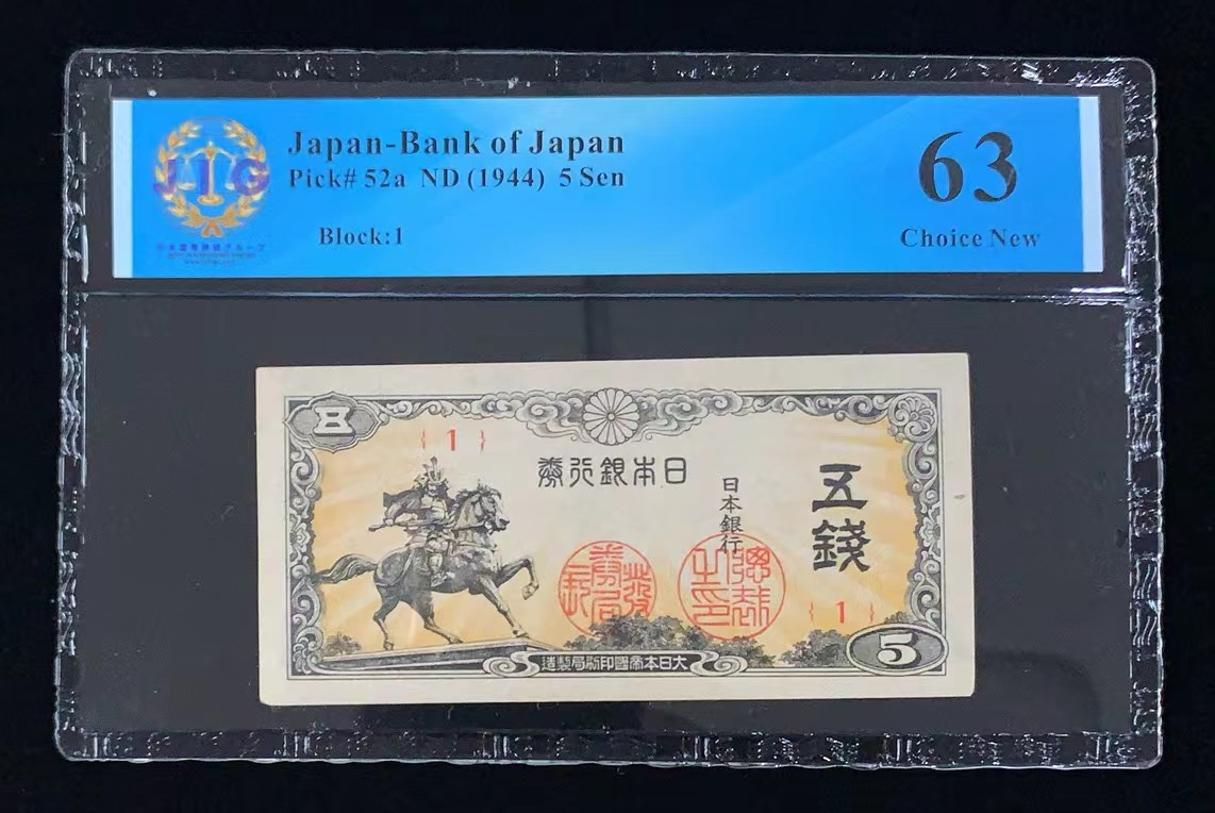 JIG
Japan-Bank of Japan
Pick# 52a ND (1944) 5 Sen
Block:1
63
Choice New
五
{ 1 }
券行銀本日
日本銀行
五錢
{ 1 }
5
造製局刷印國帝本日大